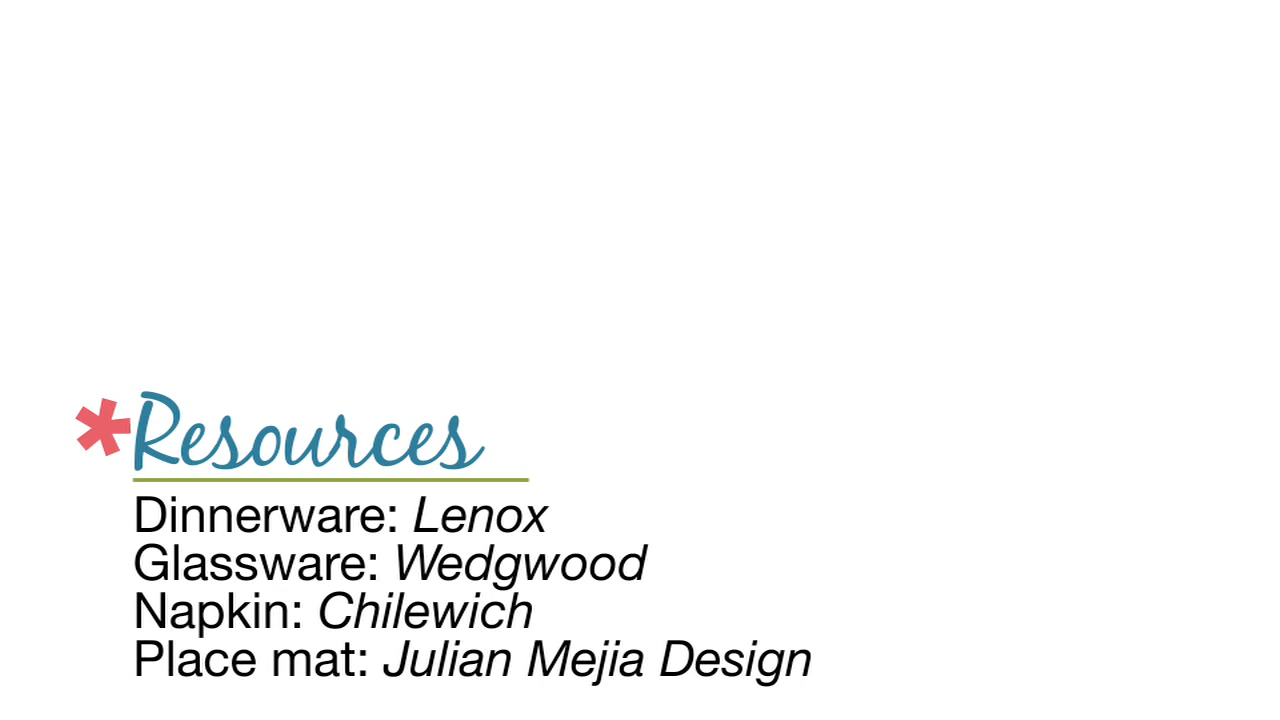 *Resources
Dinnerware: Lenox
Glassware: Wedgwood
Napkin: Chilewich
Place mat: Julian Mejia Design